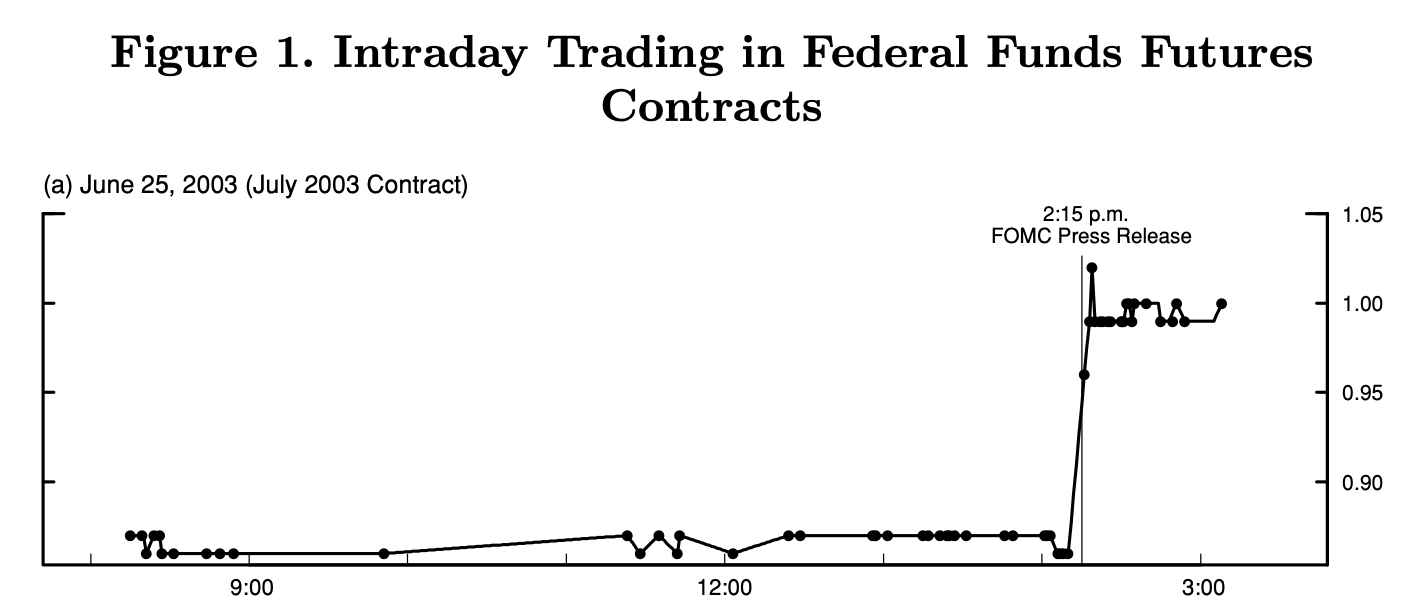 Figure 1. Intraday Trading in Federal Funds Futures
Contracts
(a) June 25, 2003 (July 2003 Contract)
2:15 p.m.
FOMC Press Release
1.05
1.00
0.95
0.90
9:00
12:00
3:00